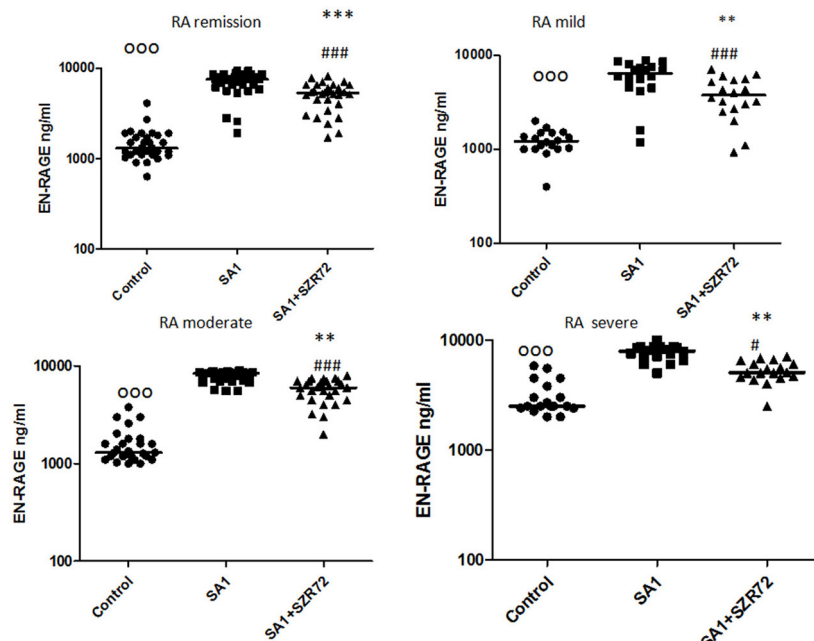 RA remission
***
OOO
###
EN-RAGE ng/ml
10000
1000
100
Control
SA1
SA1+SZR72
RA mild
**
###
OOO
EN-RAGE ng/ml
10000
1000
100
Control
SA1
SA1+SZR72
RA moderate
**
###
OOO
EN-RAGE ng/ml
10000
1000
100
Control
SA1
SA1+SZR72
RA severe
**
#
OOO
EN-RAGE ng/ml
10000
1000
100
Control
SA1
SA1+SZR72